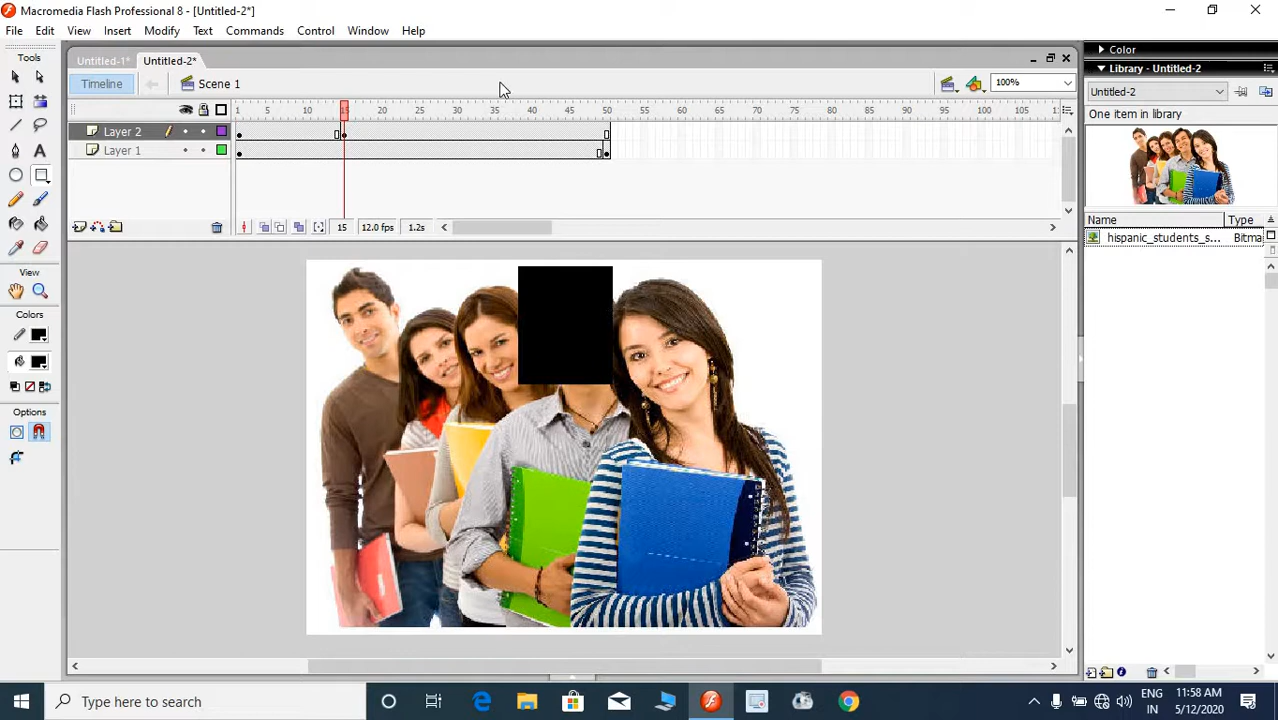 Macromedia Flash Professional 8 - [Untitled-2*]
File Edit View Insert Modify Text Commands Control Window Help
Tools
Untitled-1* Untitled-2*
Timeline Scene 1 100%
1 5 10 15 20 25 30 35 40 45 50 55 60 65 70 75 80 85 90 95 100 105
Layer 2
Layer 1
15 12.0 fps 1.2s
View
Colors
Options
Color
Library - Untitled-2
Untitled-2
One item in library
Name Type
hispanic_students_s... Bitma
Type here to search
ENG
IN
11:58 AM
5/12/2020